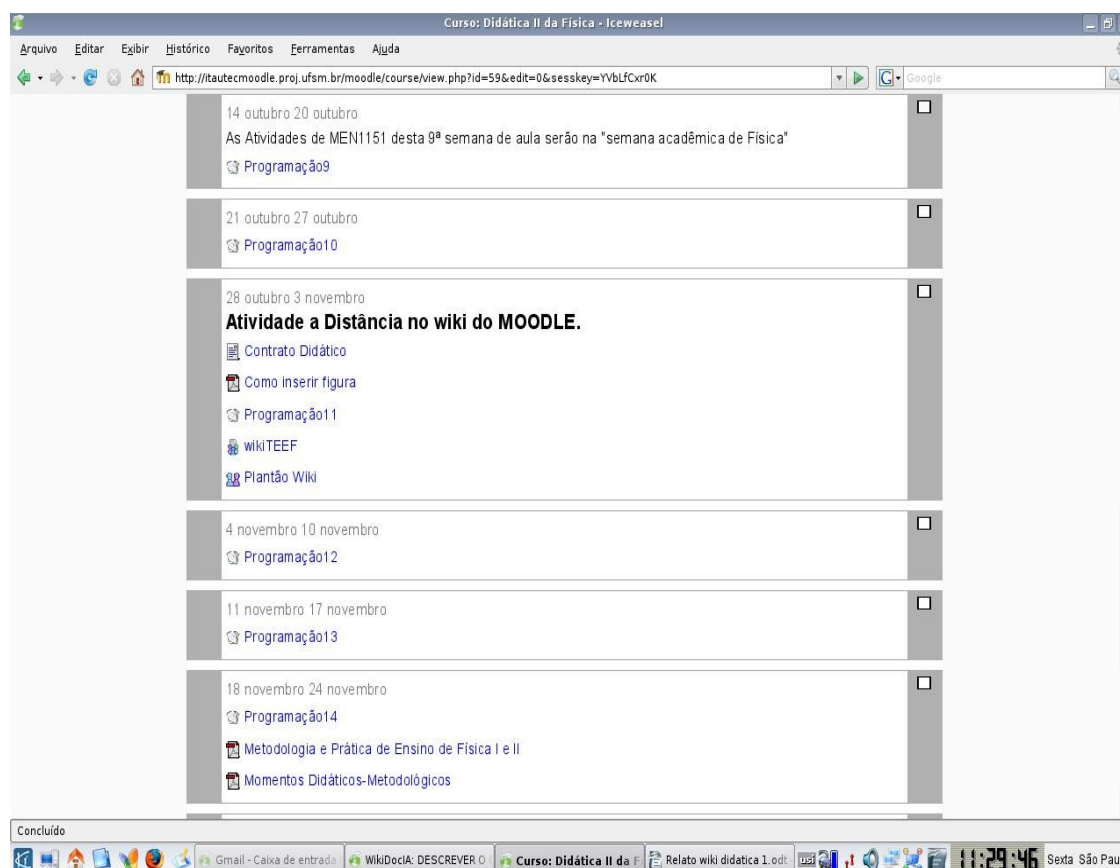 Curso: Didática II da Física - Iceweasel
Arquivo Editar Exibir Histórico Favoritos Ferramentas Ajuda
http://itautecmoodle.proj.ufsm.br/moodle/course/view.php?id=59&edit=0&sesskey=YVbLfCxr0K
Google
14 outubro 20 outubro
As Atividades de MEN1151 desta 9ª semana de aula serão na "semana acadêmica de Física"
Programação9
21 outubro 27 outubro
Programação10
28 outubro 3 novembro
Atividade a Distância no wiki do MOODLE.
Contrato Didático
Como inserir figura
Programação11
wikiTEEF
Plantão Wiki
4 novembro 10 novembro
Programação12
11 novembro 17 novembro
Programação13
18 novembro 24 novembro
Programação14
Metodologia e Prática de Ensino de Física I e II
Momentos Didáticos-Metodológicos
Concluído
Gmail - Caixa de entrada WikiDocIA: DESCREVER O Curso: Didática II da F Relato wiki didatica 1.odt usi 11:29:46 Sexta São Pau